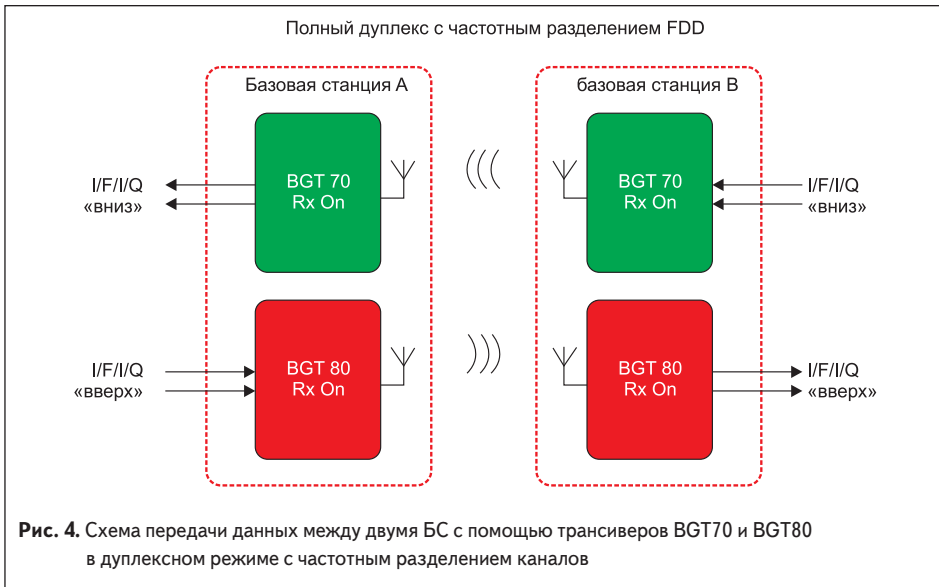 Полный дуплекс с частотным разделением FDD
Базовая станция А
базовая станция В
I/F/I/Q
«вниз»
BGT 70
Rx On
BGT 70
Rx On
I/F/I/Q
«вниз»
I/F/I/Q
«вверх»
BGT 80
Rx On
BGT 80
Rx On
I/F/I/Q
«вверх»
Рис. 4. Схема передачи данных между двумя БС с помощью трансиверов BGT70 и BGT80
в дуплексном режиме с частотным разделением каналов